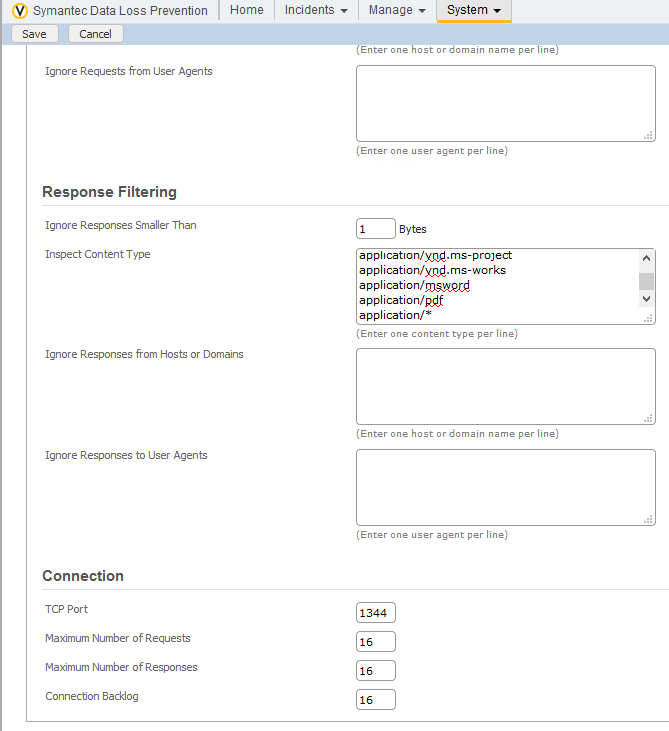 Symantec Data Loss Prevention Home Incidents Manage System
Save Cancel
(Enter one host or domain name per line)
Ignore Requests from User Agents
(Enter one user agent per line)
Response Filtering
Ignore Responses Smaller Than 1 Bytes
Inspect Content Type application/vnd.ms-project
application/vnd.ms-works
application/msword
application/pdf
application/*
(Enter one content type per line)
Ignore Responses from Hosts or Domains
(Enter one host or domain name per line)
Ignore Responses to User Agents
(Enter one user agent per line)
Connection
TCP Port 1344
Maximum Number of Requests 16
Maximum Number of Responses 16
Connection Backlog 16